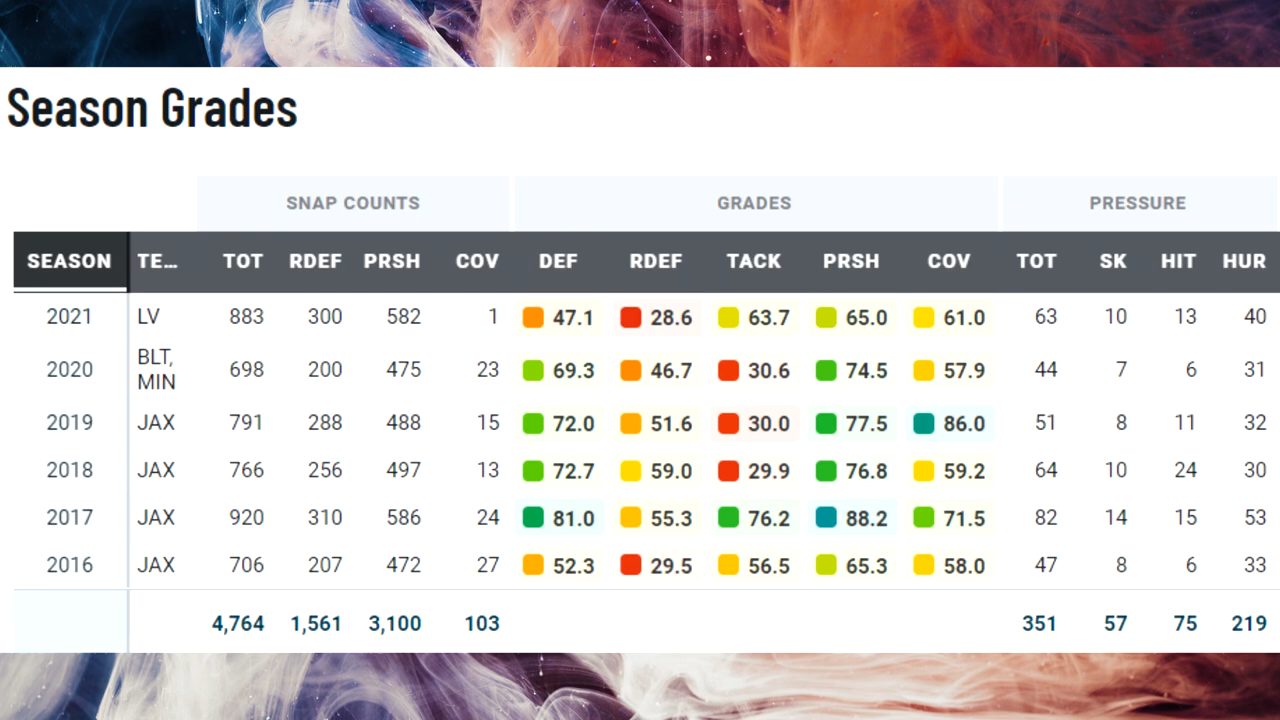 Season Grades
SNAP COUNTS GRADES PRESSURE
SEASON TE... TOT RDEF PRSH COV DEF RDEF TACK PRSH COV TOT SK HIT HUR
2021 LV 883 300 582 1 47.1 28.6 63.7 65.0 61.0 63 10 13 40
2020 BLT, MIN 698 200 475 23 69.3 46.7 30.6 74.5 57.9 44 7 6 31
2019 JAX 791 288 488 15 72.0 51.6 30.0 77.5 86.0 51 8 11 32
2018 JAX 766 256 497 13 72.7 59.0 29.9 76.8 59.2 64 10 24 30
2017 JAX 920 310 586 24 81.0 55.3 76.2 88.2 71.5 82 14 15 53
2016 JAX 706 207 472 27 52.3 29.5 56.5 65.3 58.0 47 8 6 33
4,764 1,561 3,100 103 351 57 75 219